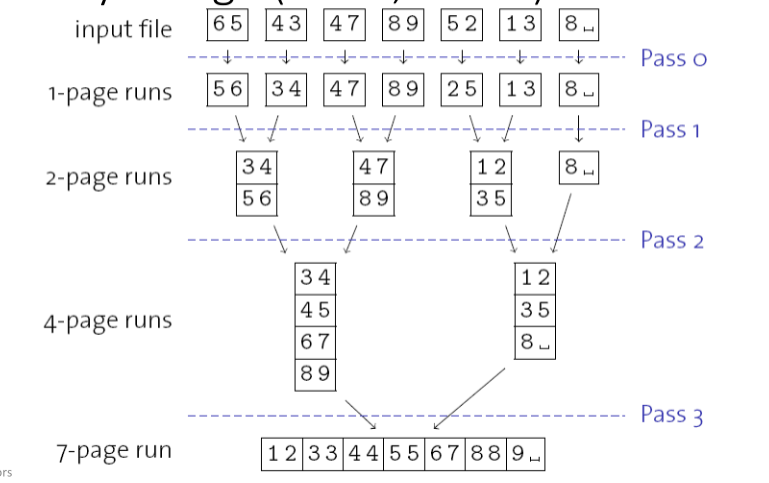 input file 6 5 4 3 4 7 8 9 5 2 1 3 8 ␣
Pass 0
1-page runs 5 6 3 4 4 7 8 9 2 5 1 3 8 ␣
Pass 1
2-page runs
3 4 4 7 1 2 8 ␣
5 6 8 9 3 5
Pass 2
4-page runs
3 4 1 2
4 5 3 5
6 7 8 ␣
8 9
Pass 3
7-page run 1 2 3 3 4 4 5 5 6 7 8 8 9 ␣